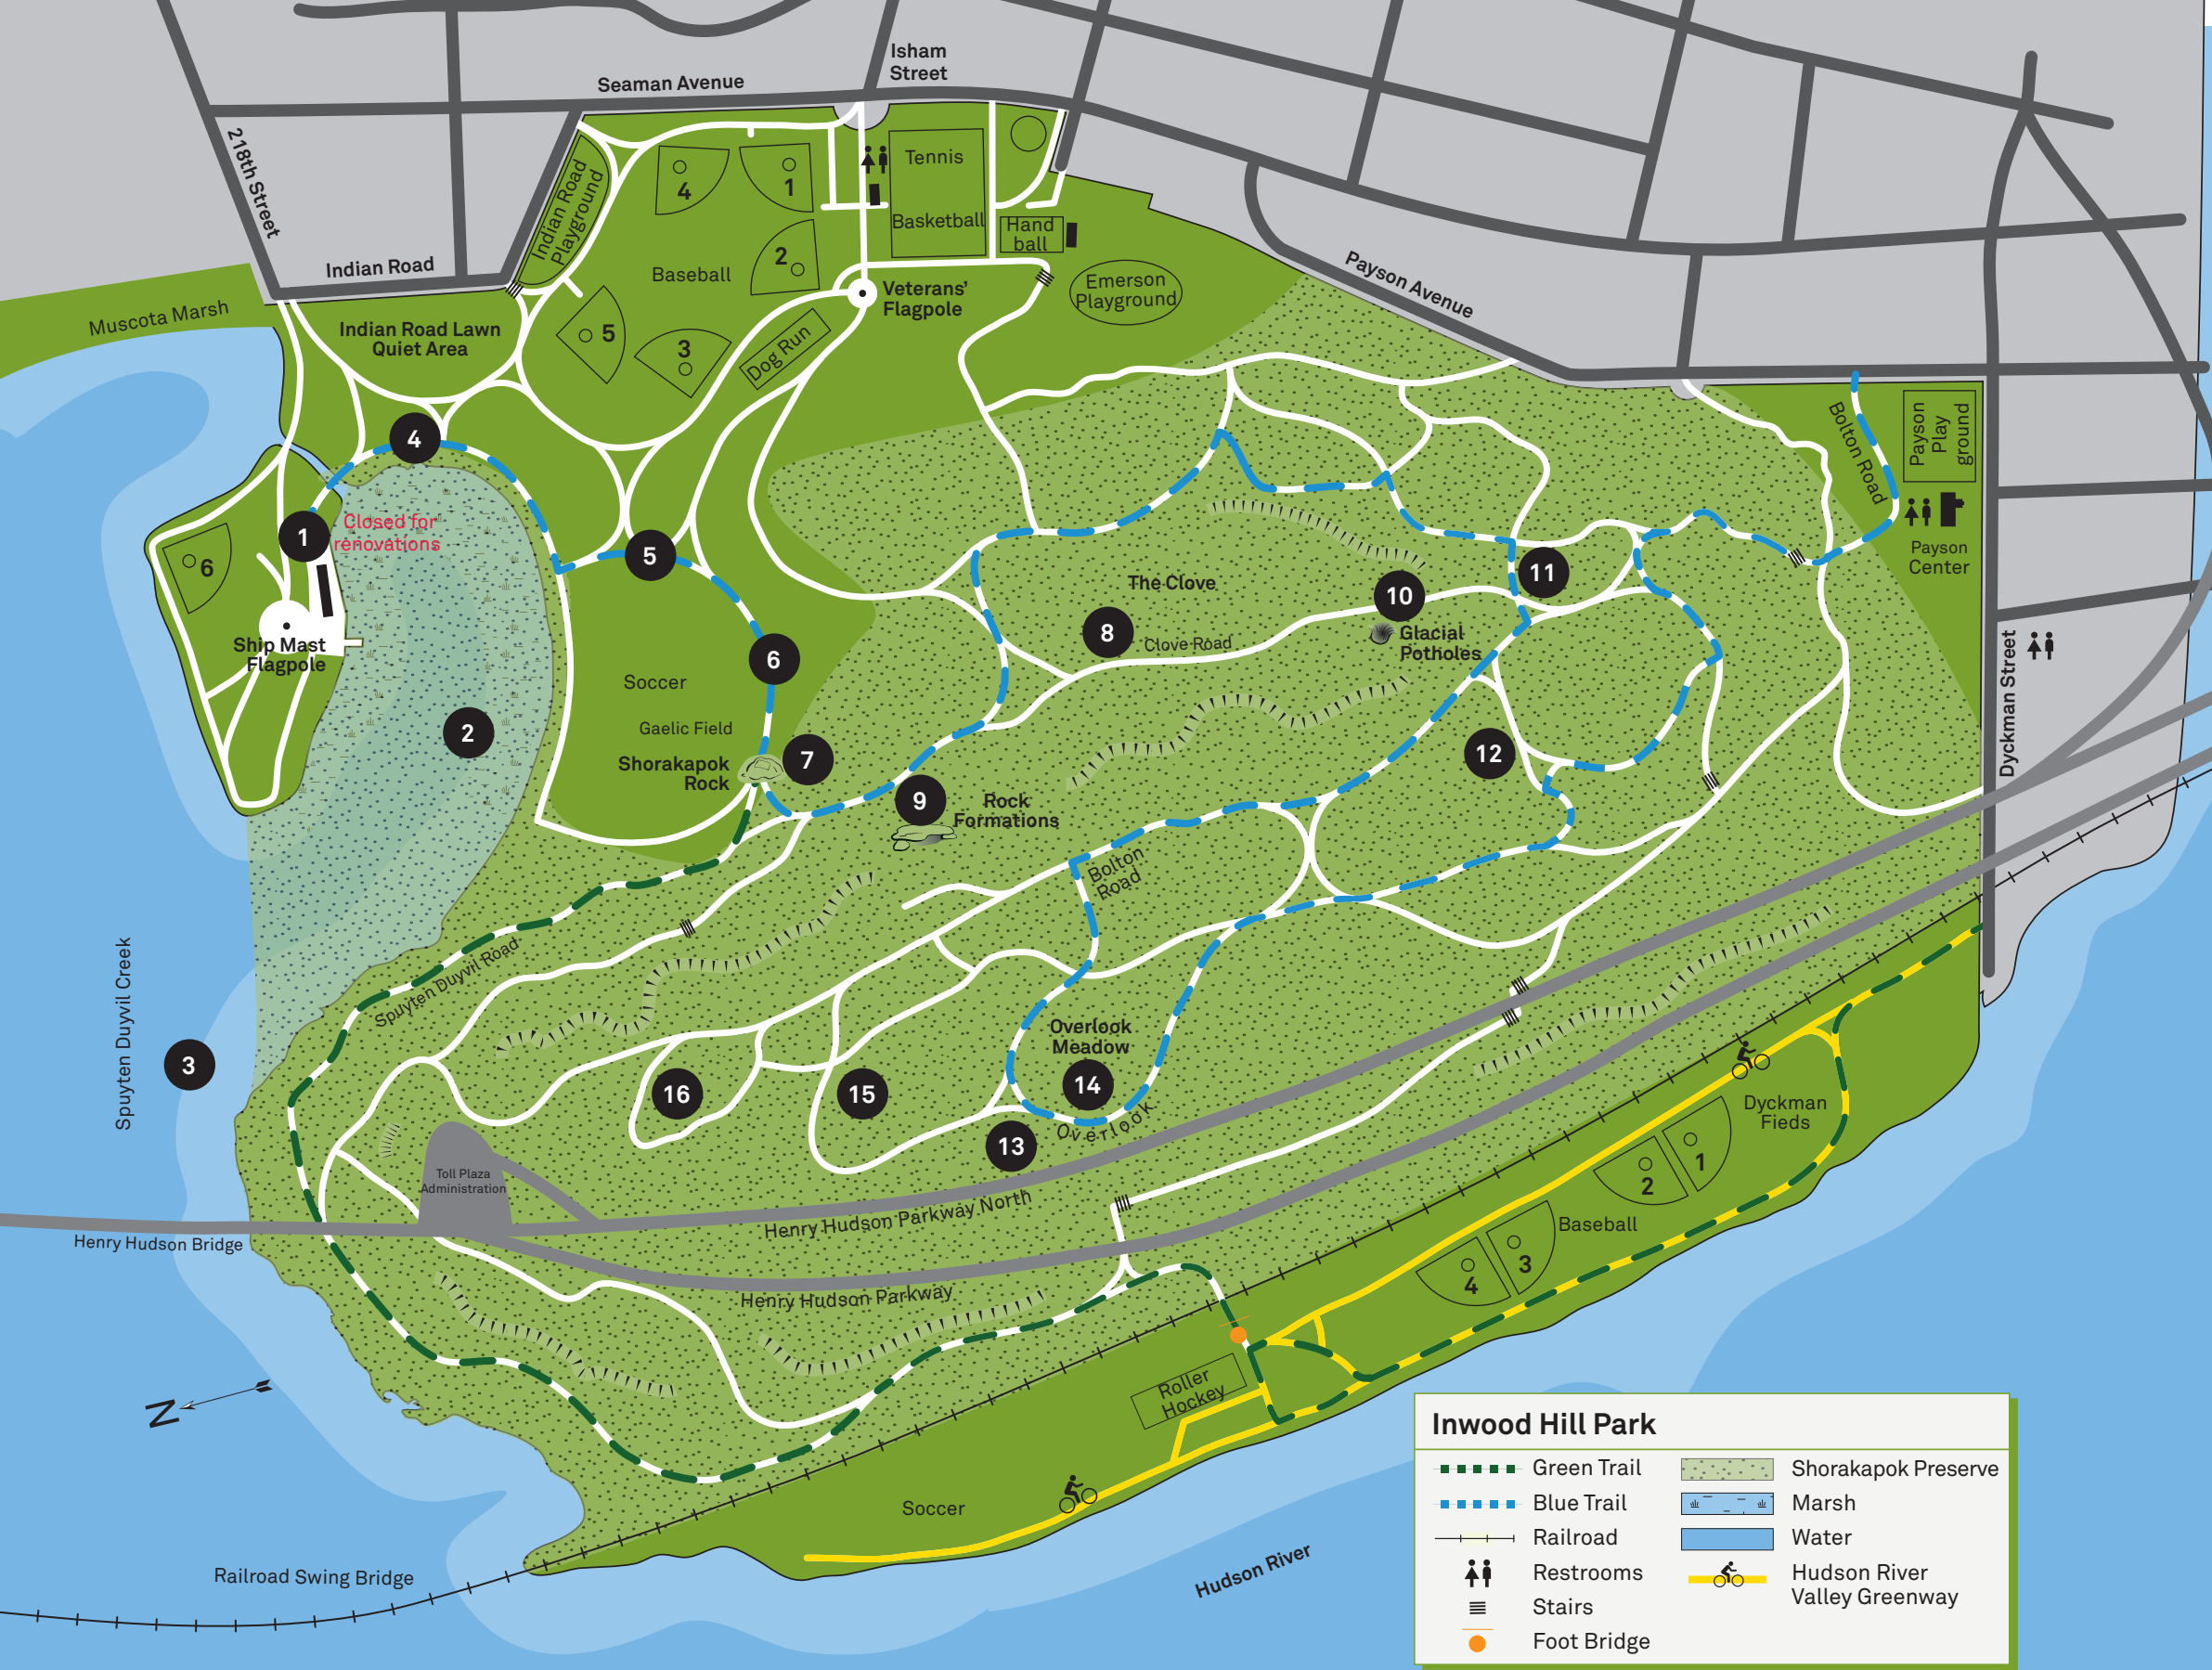 Isham
Street
Seaman Avenue
218th Street
Indian Road
Indian Road
Playground
4
1
Tennis
Basketball
Hand
ball
2
Baseball
Emerson
Playground
Payson Avenue
Muscota Marsh
Indian Road Lawn
Quiet Area
5
3
Dog Run
Veterans'
Flagpole
Bolton Road
Payson
Play
ground
Payson
Center
4
1
Closed for
renovations
6
Ship Mast
Flagpole
2
5
6
Soccer
Gaelic Field
Shorakapok
Rock
7
The Clove
8
Clove Road
10
Glacial
Potholes
11
12
9
Rock
Formations
Dyckman Street
Bolton
Road
Spuyten Duyvil Creek
3
Spuyten Duyvil Road
Overlook
Meadow
14
Overlook
13
15
16
Toll Plaza
Administration
Henry Hudson Bridge
Henry Hudson Parkway North
Henry Hudson Parkway
Dyckman
Fieds
1
2
Baseball
3
4
N
Roller
Hockey
Soccer
Railroad Swing Bridge
Hudson River
Inwood Hill Park
Green Trail
Blue Trail
Railroad
Restrooms
Stairs
Foot Bridge
Shorakapok Preserve
Marsh
Water
Hudson River
Valley Greenway